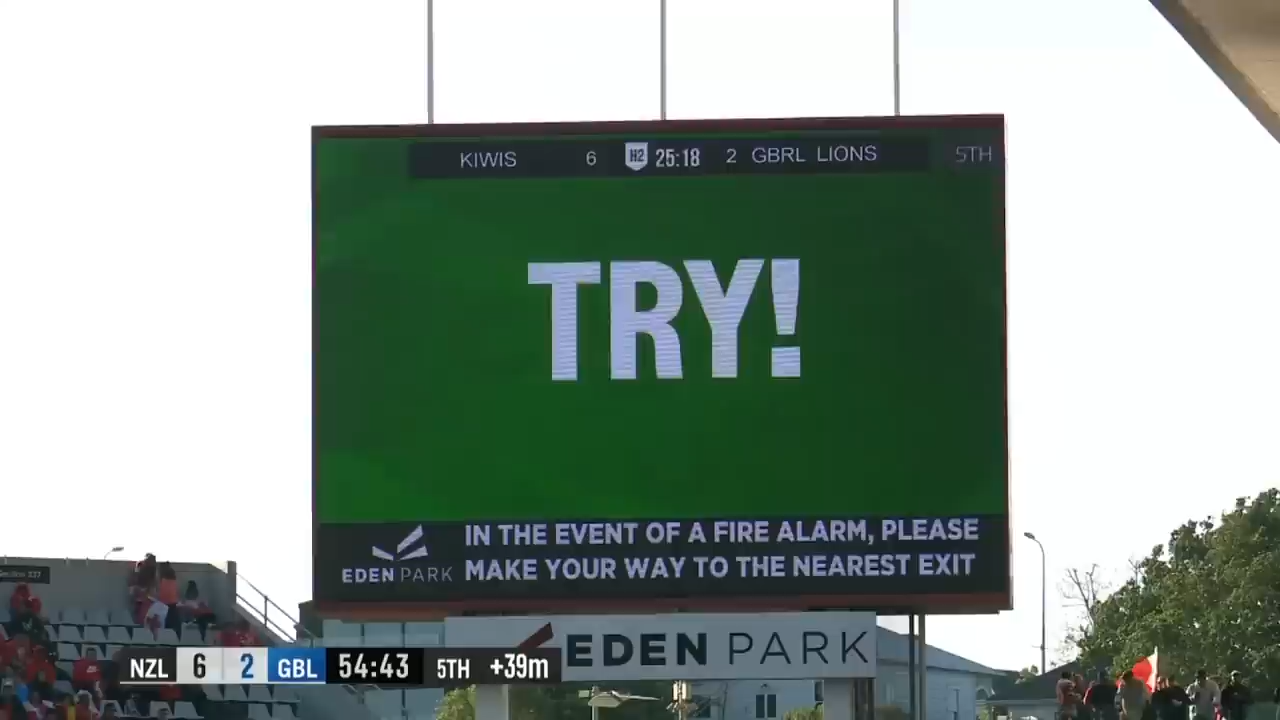 KIWIS 6 H2 25:18 2 GBRL LIONS 5TH
TRY!
IN THE EVENT OF A FIRE ALARM, PLEASE
MAKE YOUR WAY TO THE NEAREST EXIT
EDEN PARK
EDEN PARK
NZL 6 2 GBL 54:43 5TH +39m